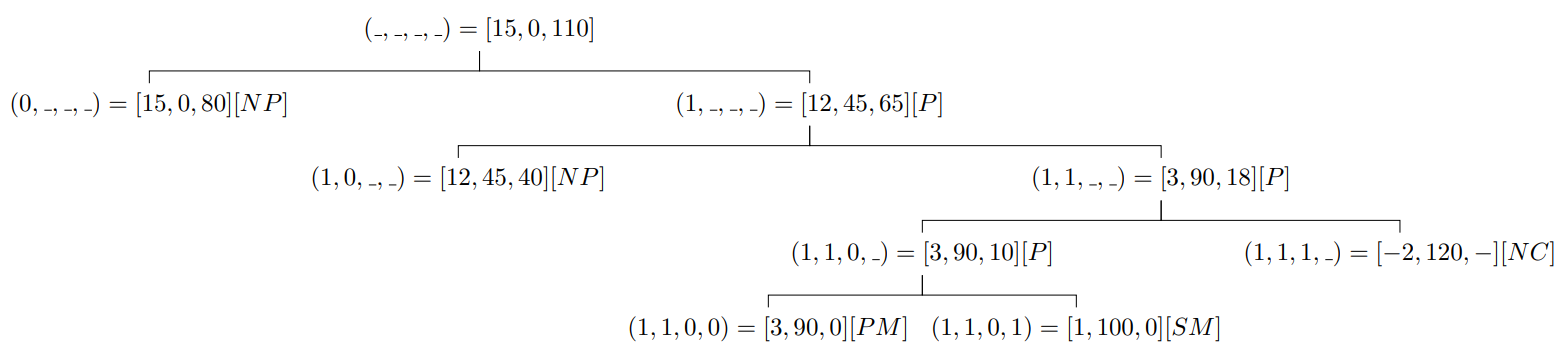 (_, _, _, _) = [15, 0, 110]
(0, _, _, _) = [15, 0, 80][NP] (1, _, _, _) = [12, 45, 65][P]
(1, 0, _, _) = [12, 45, 40][NP] (1, 1, _, _) = [3, 90, 18][P]
(1, 1, 0, _) = [3, 90, 10][P] (1, 1, 1, _) = [−2, 120, −][NC]
(1, 1, 0, 0) = [3, 90, 0][PM] (1, 1, 0, 1) = [1, 100, 0][SM]